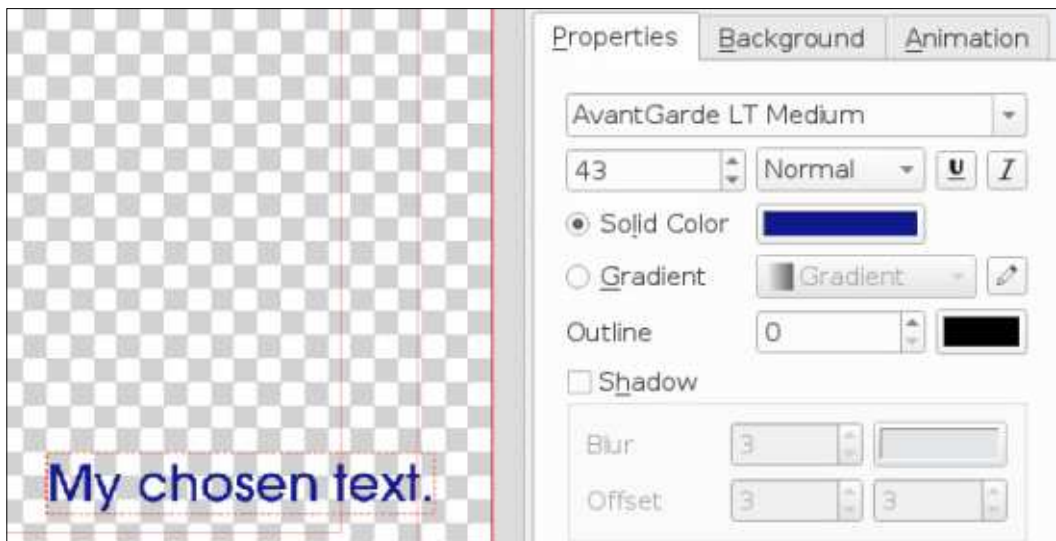 Properties Background Animation
AvantGarde LT Medium
43 Normal U I
Solid Color
Gradient Gradient
Outline 0
Shadow
Blur 3
Offset 3 3
My chosen text.